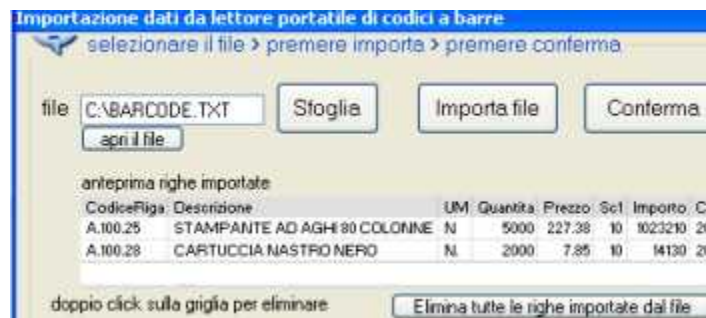 Importazione dati da lettore portatile di codici a barre
selezionare il file > premere importa > premere conferma
file C:\BARCODE.TXT Sfoglia Importa file Conferma
apri il file
anteprima righe importate
CodiceRiga Descrizione UM Quantita Prezzo Sc1 Importo C
A.100.25 STAMPANTE AD AGHI 80 COLONNE N. 5000 227.38 10 1023210 20
A.100.28 CARTUCCIA NASTRO NERO N. 2000 7.85 10 14130 20
doppio click sulla griglia per eliminare Elimina tutte le righe importate dal file